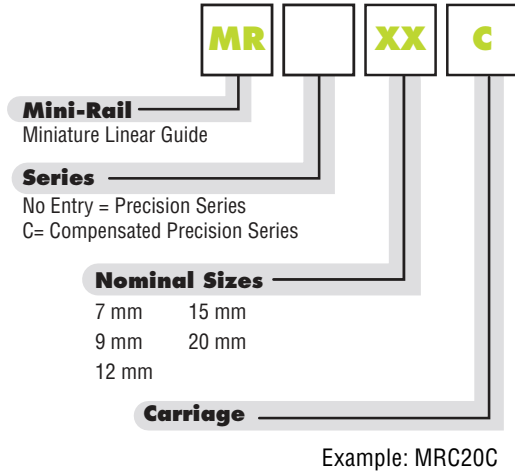 MR XX C
Mini-Rail
Miniature Linear Guide
Series
No Entry = Precision Series
C= Compensated Precision Series
Nominal Sizes
7 mm 15 mm
9 mm 20 mm
12 mm
Carriage
Example: MRC20C